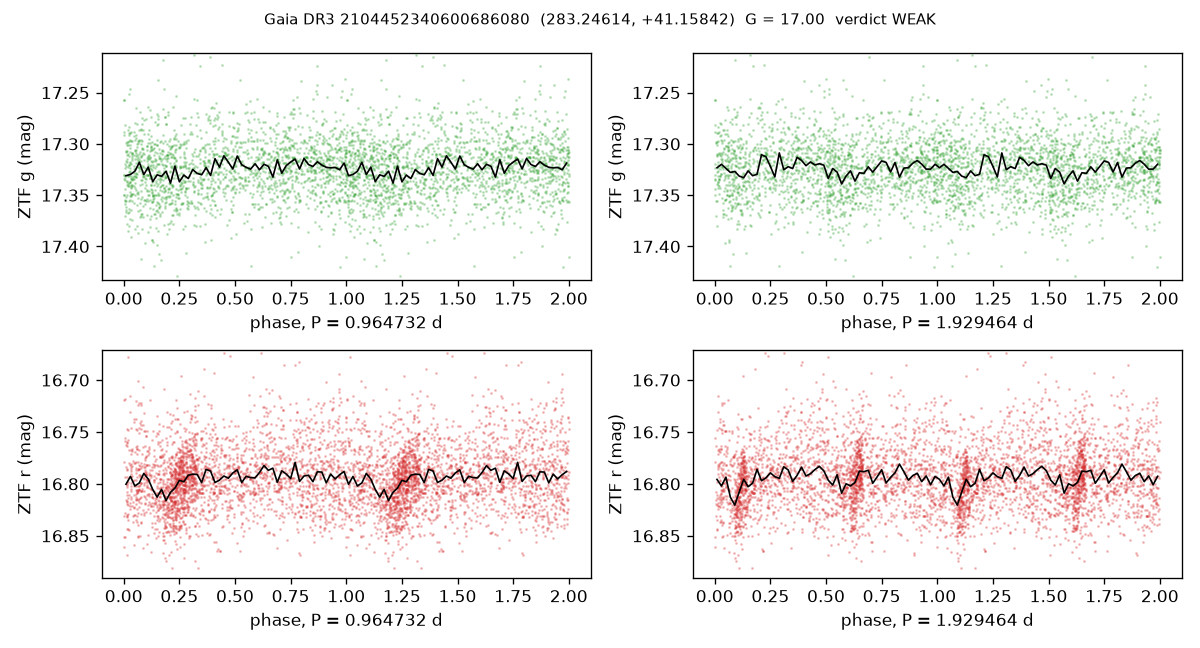 Gaia DR3 2104452340600686080  (283.24614, +41.15842)  G = 17.00  verdict WEAK
ZTF g (mag)
17.25
17.30
17.35
17.40
0.00 0.25 0.50 0.75 1.00 1.25 1.50 1.75 2.00
phase, P = 0.964732 d
ZTF g (mag)
17.25
17.30
17.35
17.40
0.00 0.25 0.50 0.75 1.00 1.25 1.50 1.75 2.00
phase, P = 1.929464 d
ZTF r (mag)
16.70
16.75
16.80
16.85
0.00 0.25 0.50 0.75 1.00 1.25 1.50 1.75 2.00
phase, P = 0.964732 d
ZTF r (mag)
16.70
16.75
16.80
16.85
0.00 0.25 0.50 0.75 1.00 1.25 1.50 1.75 2.00
phase, P = 1.929464 d